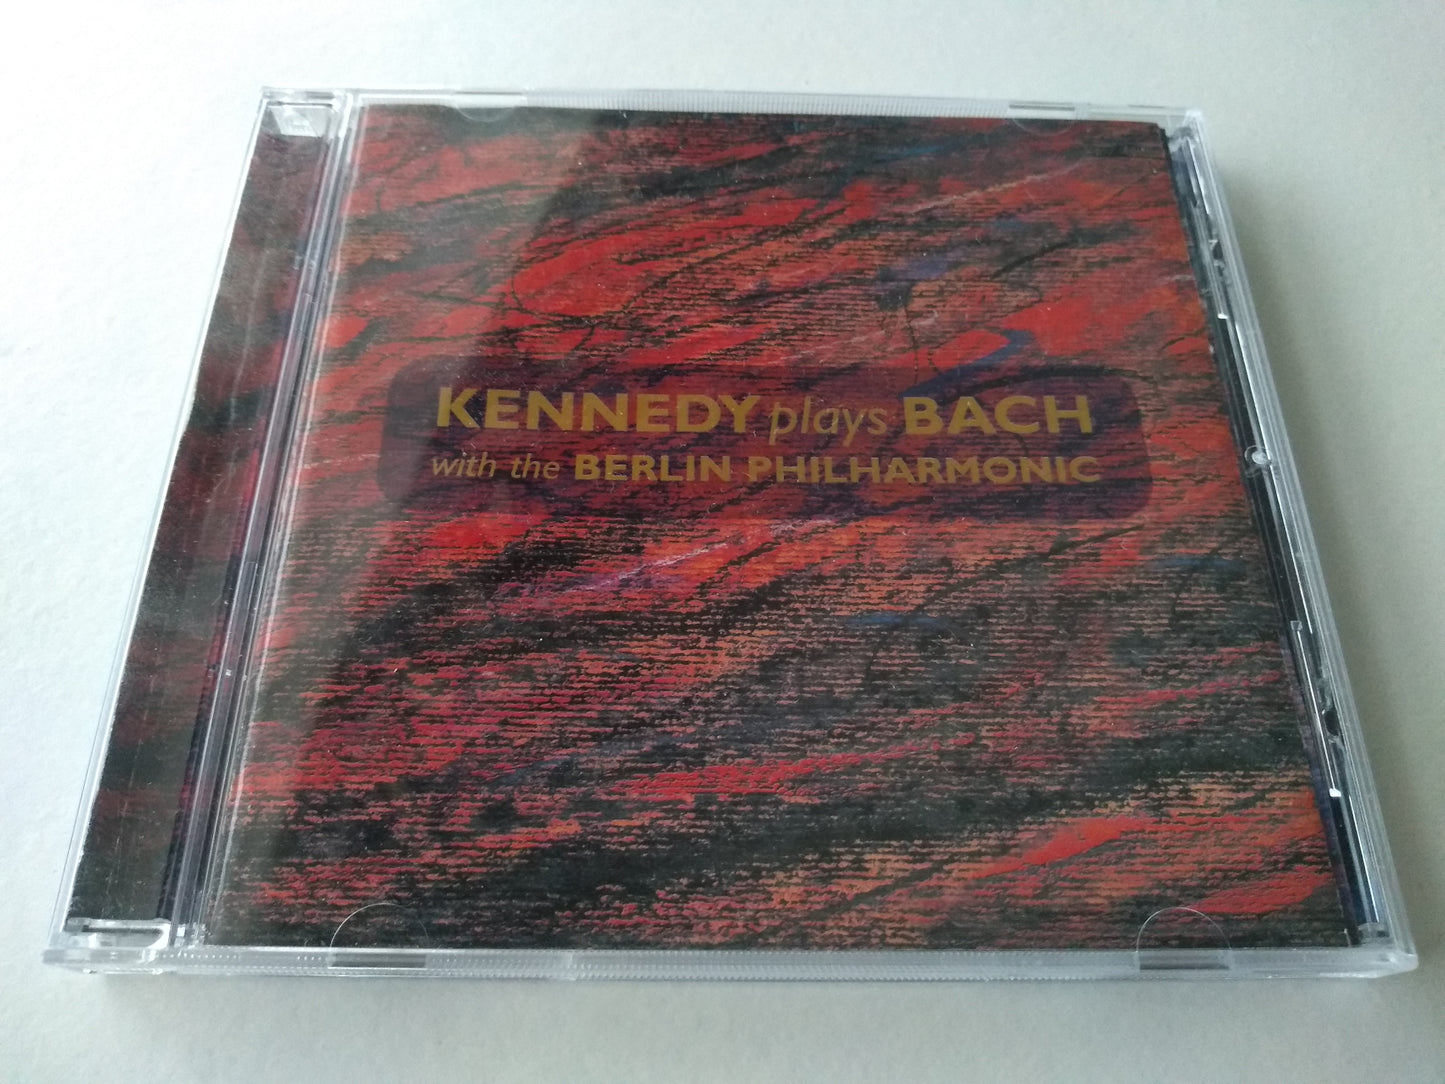 KENNEDY plays BACH
with the BERLIN PHILHARMONIC